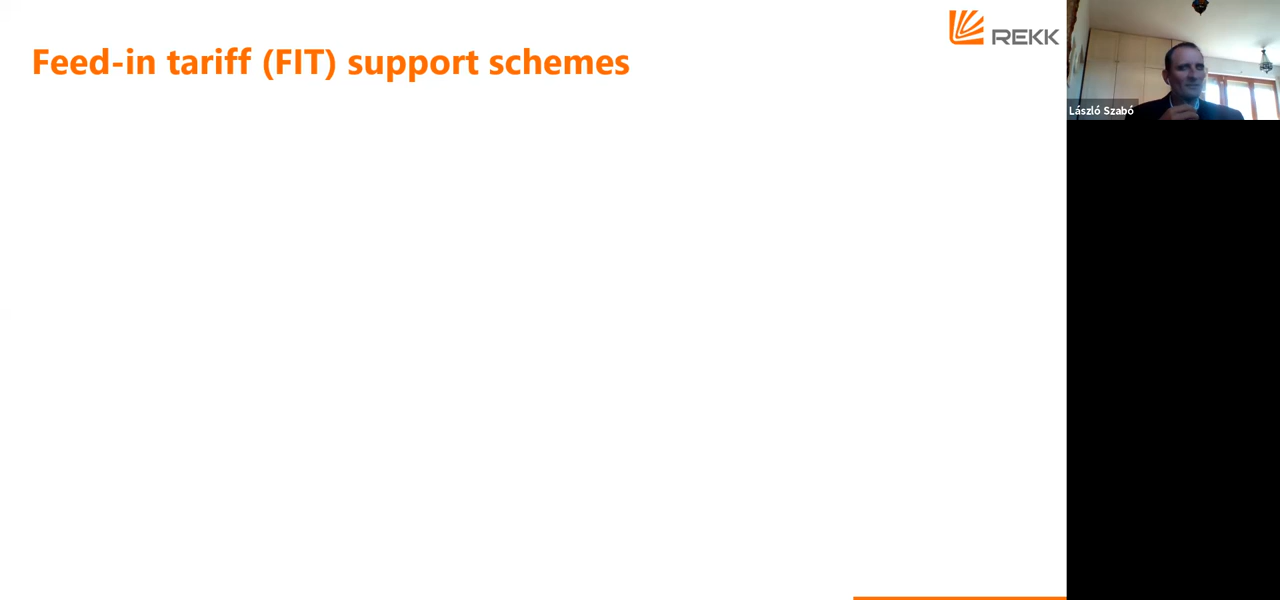 Feed-in tariff (FIT) support schemes
REKK
László Szabó